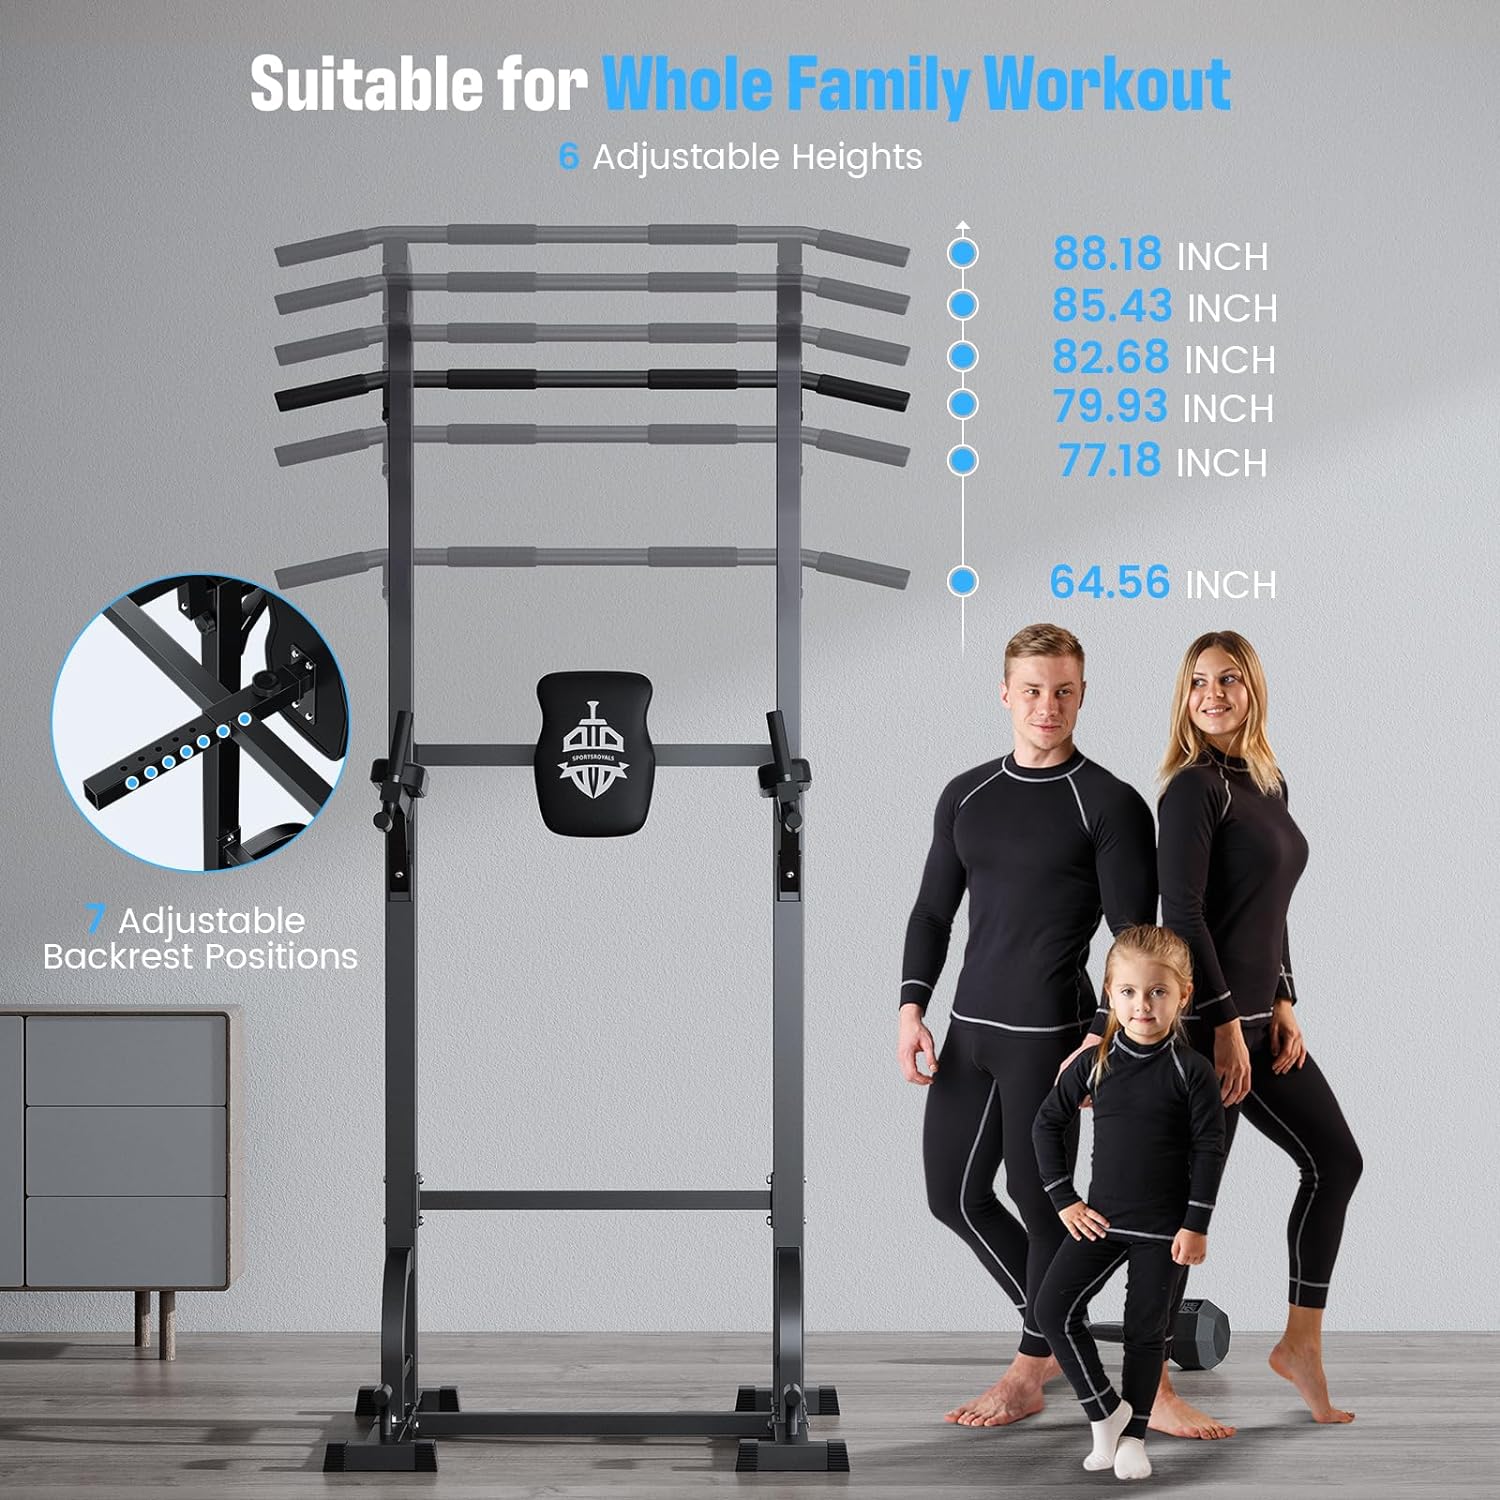 Suitable for Whole Family Workout
6 Adjustable Heights
88.18 INCH
85.43 INCH
82.68 INCH
79.93 INCH
77.18 INCH
64.56 INCH
SPORTSROYALS
7 Adjustable
Backrest Positions